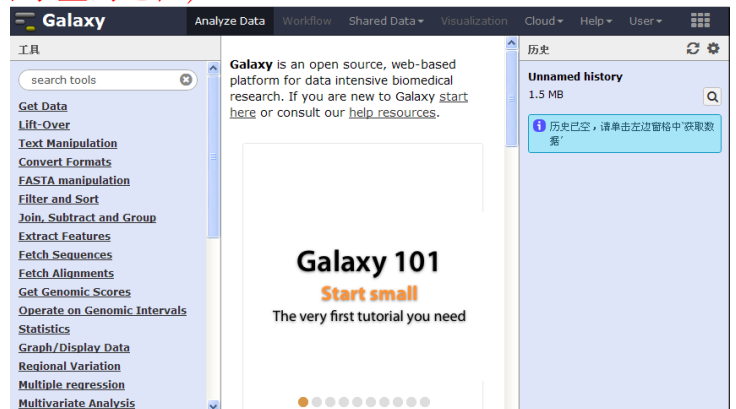 Galaxy
Analyze Data Workflow Shared Data Visualization Cloud Help User
工具
search tools
Get Data
Lift-Over
Text Manipulation
Convert Formats
FASTA manipulation
Filter and Sort
Join, Subtract and Group
Extract Features
Fetch Sequences
Fetch Alignments
Get Genomic Scores
Operate on Genomic Intervals
Statistics
Graph/Display Data
Regional Variation
Multiple regression
Multivariate Analysis
Galaxy is an open source, web-based
platform for data intensive biomedical
research. If you are new to Galaxy start
here or consult our help resources.
Galaxy 101
Start small
The very first tutorial you need
历史
Unnamed history
1.5 MB
历史已空，请单击左边窗格中‘获取数
据’